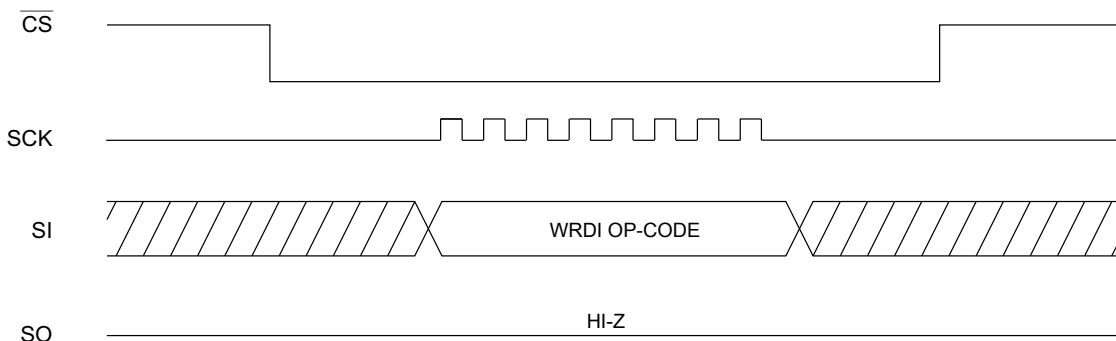 CS
SCK
SI
WRDI OP-CODE
HI-Z
SO